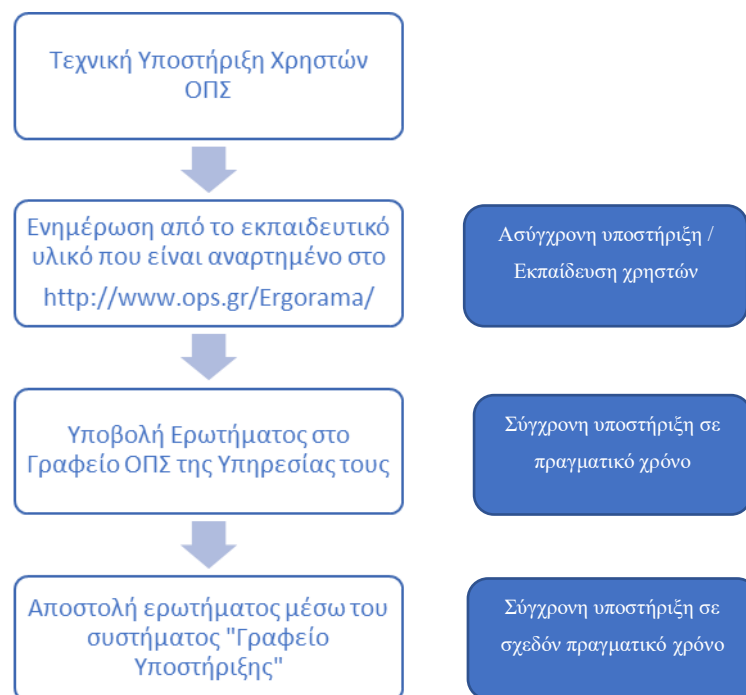 Τεχνική Υποστήριξη Χρηστών
ΟΠΣ
Ενημέρωση από το εκπαιδευτικό
υλικό που είναι αναρτημένο στο
http://www.ops.gr/Ergorama/
Ασύγχρονη υποστήριξη /
Εκπαίδευση χρηστών
Υποβολή Ερωτήματος στο
Γραφείο ΟΠΣ της Υπηρεσίας τους
Σύγχρονη υποστήριξη σε
πραγματικό χρόνο
Αποστολή ερωτήματος μέσω του
συστήματος "Γραφείο
Υποστήριξης"
Σύγχρονη υποστήριξη σε
σχεδόν πραγματικό χρόνο